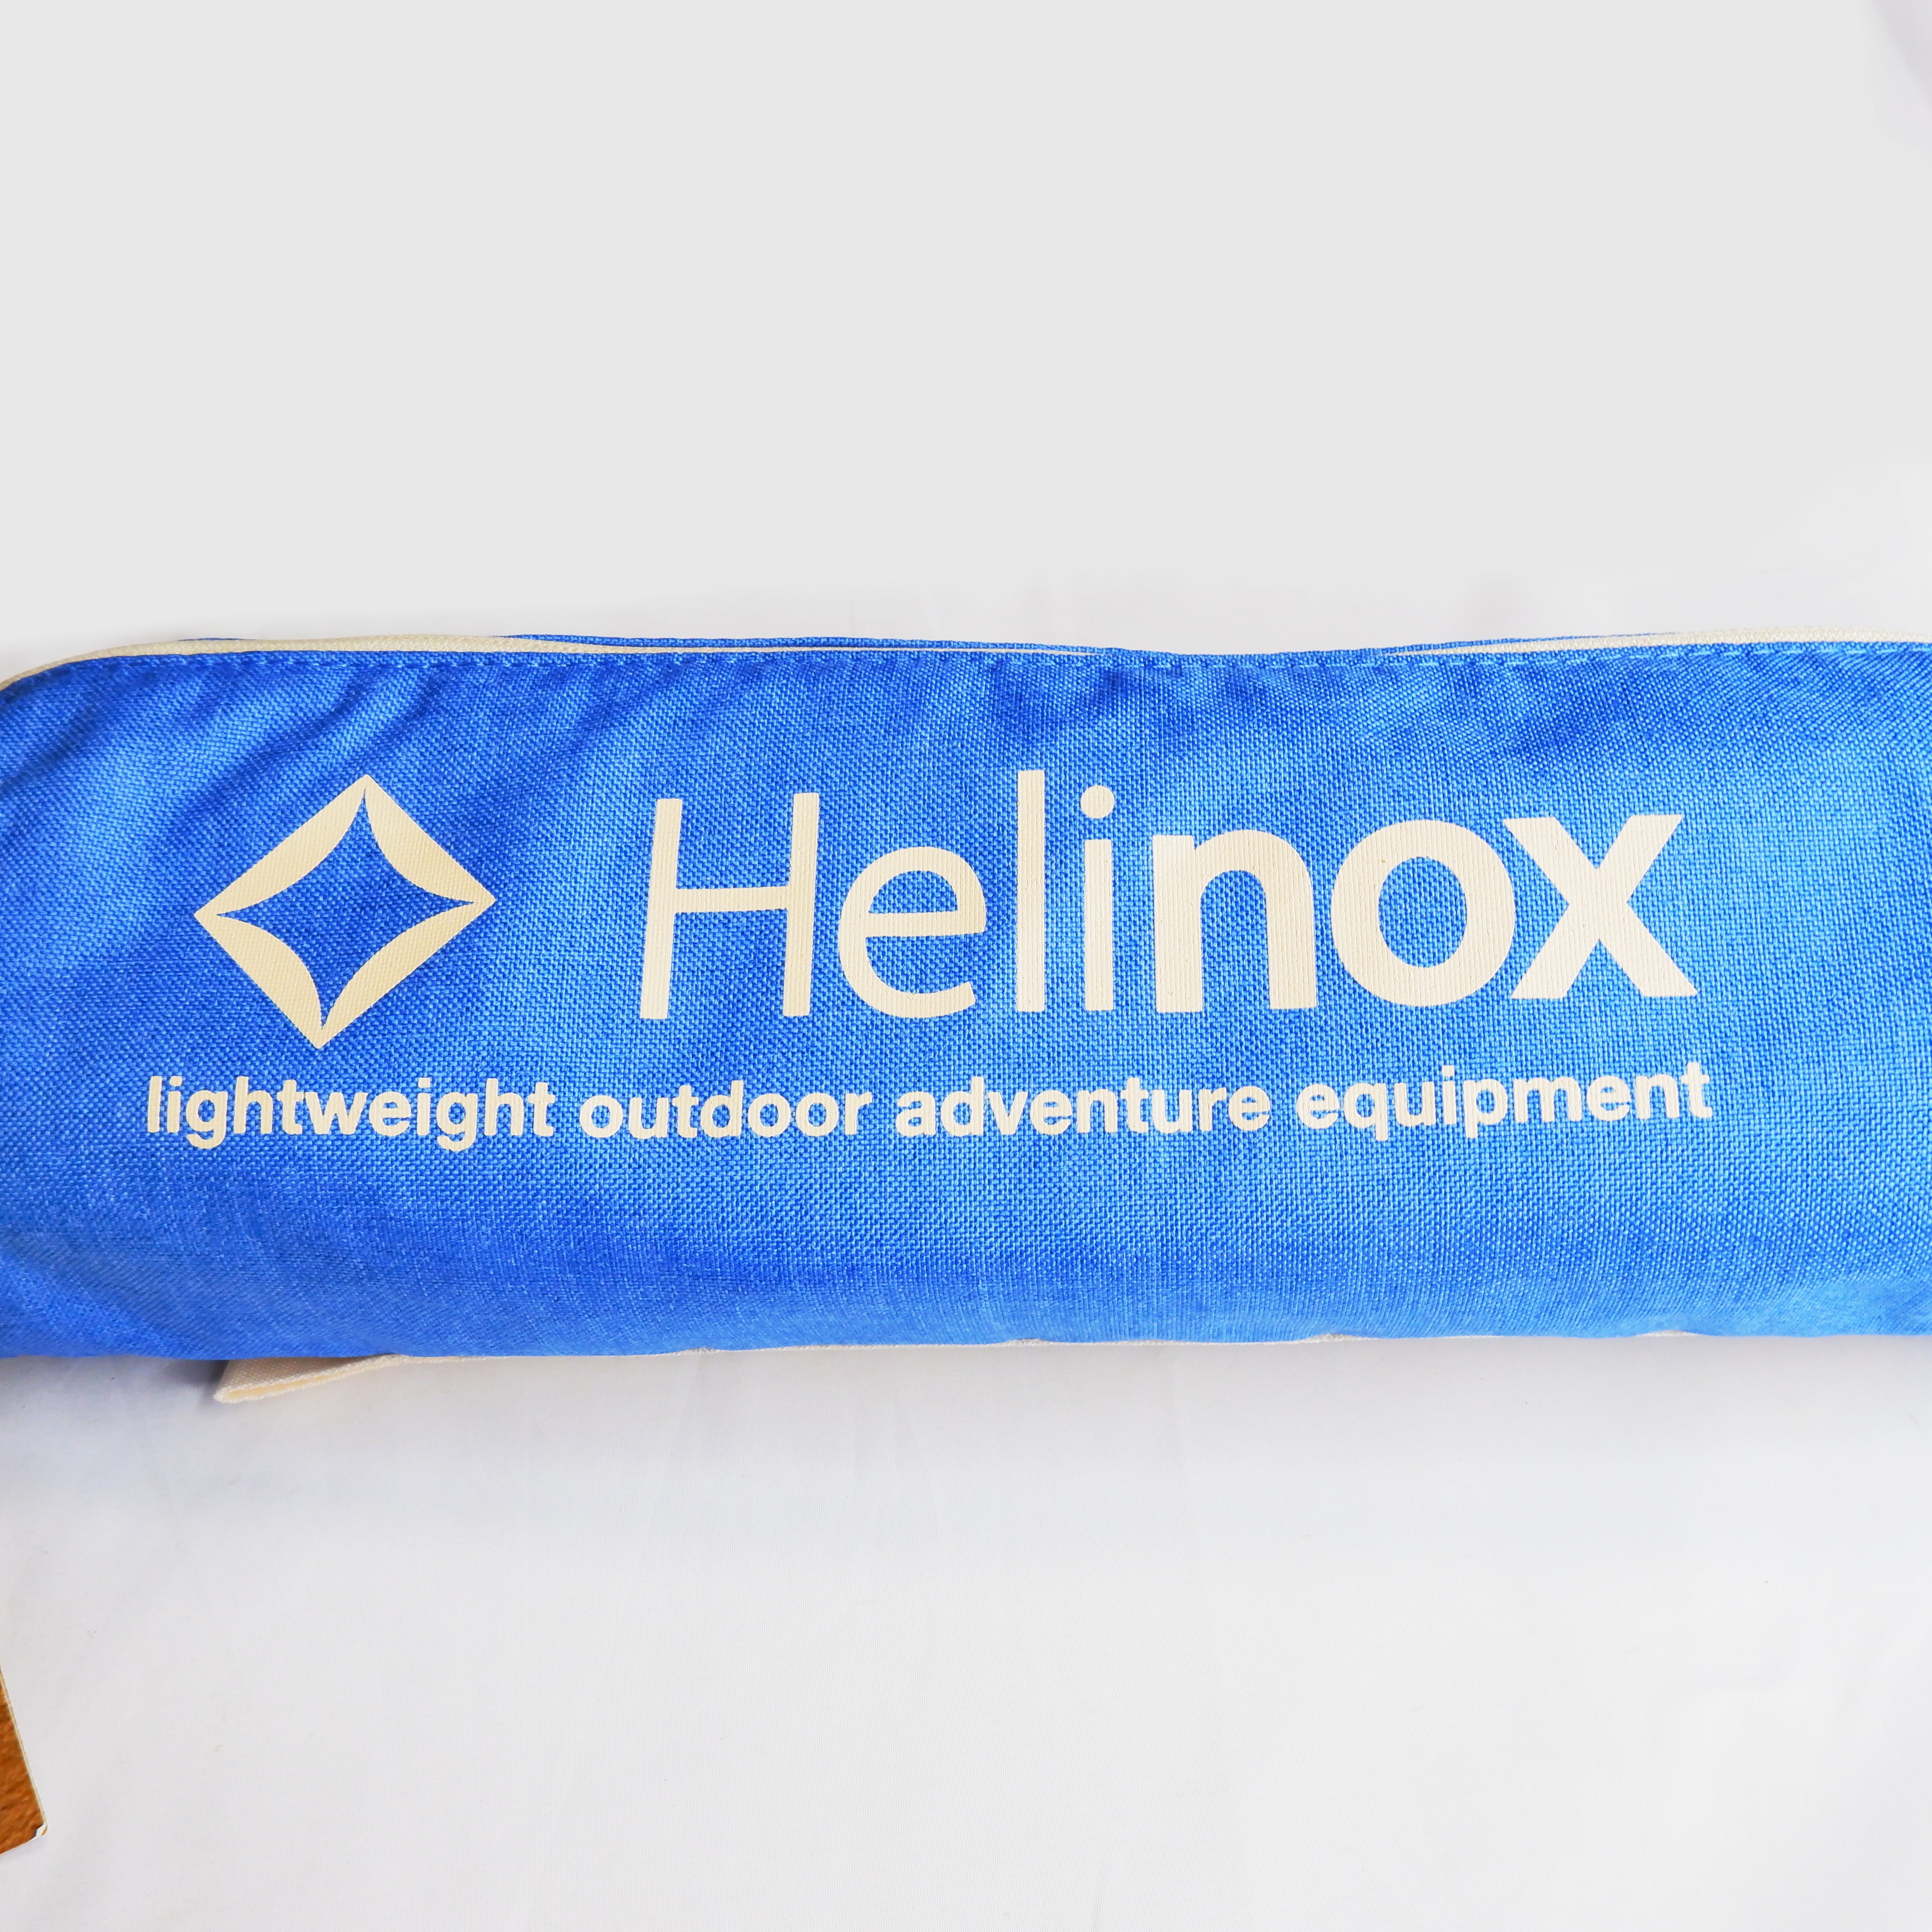 Helinox
lightweight outdoor adventure equipment